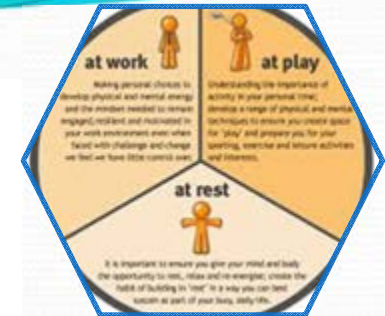 at work
Making personal choices to
develop physical and mental energy
and the mindset needed to remain
engaged, resilient and motivated in
your work environment even when
faced with challenge and change
we feel we have little control over.
at play
Understanding the importance of
activity in your personal time;
develop a range of physical and mental
techniques to ensure you create space
for 'play' and prepare you for your
sporting, exercise and leisure activities
and interests.
at rest
It is important to ensure you give your mind and body
the opportunity to rest, relax and re-energise; create the
habit of building in 'rest' in a way you can best
sustain as part of your busy, daily life.